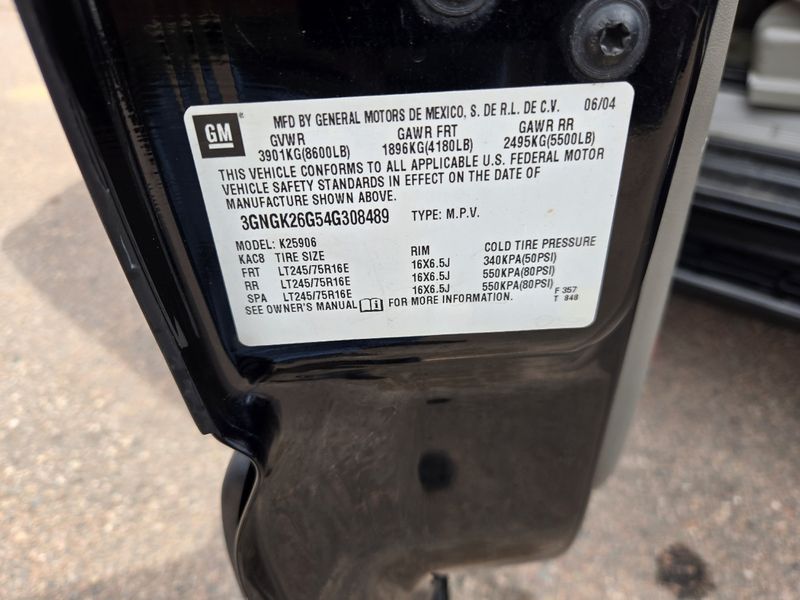 GM ®
MFD BY GENERAL MOTORS DE MEXICO, S. DE R.L. DE C.V. 06/04
GVWR GAWR FRT GAWR RR
3901KG(8600LB) 1896KG(4180LB) 2495KG(5500LB)
THIS VEHICLE CONFORMS TO ALL APPLICABLE U.S. FEDERAL MOTOR
VEHICLE SAFETY STANDARDS IN EFFECT ON THE DATE OF
MANUFACTURE SHOWN ABOVE.
3GNGK26G54G308489 TYPE: M.P.V.
MODEL: K25906
KAC8 TIRE SIZE RIM COLD TIRE PRESSURE
FRT LT245/75R16E 16X6.5J 340KPA(50PSI)
RR LT245/75R16E 16X6.5J 550KPA(80PSI)
SPA LT245/75R16E 16X6.5J 550KPA(80PSI)
SEE OWNER'S MANUAL FOR MORE INFORMATION.
F 357
T 848